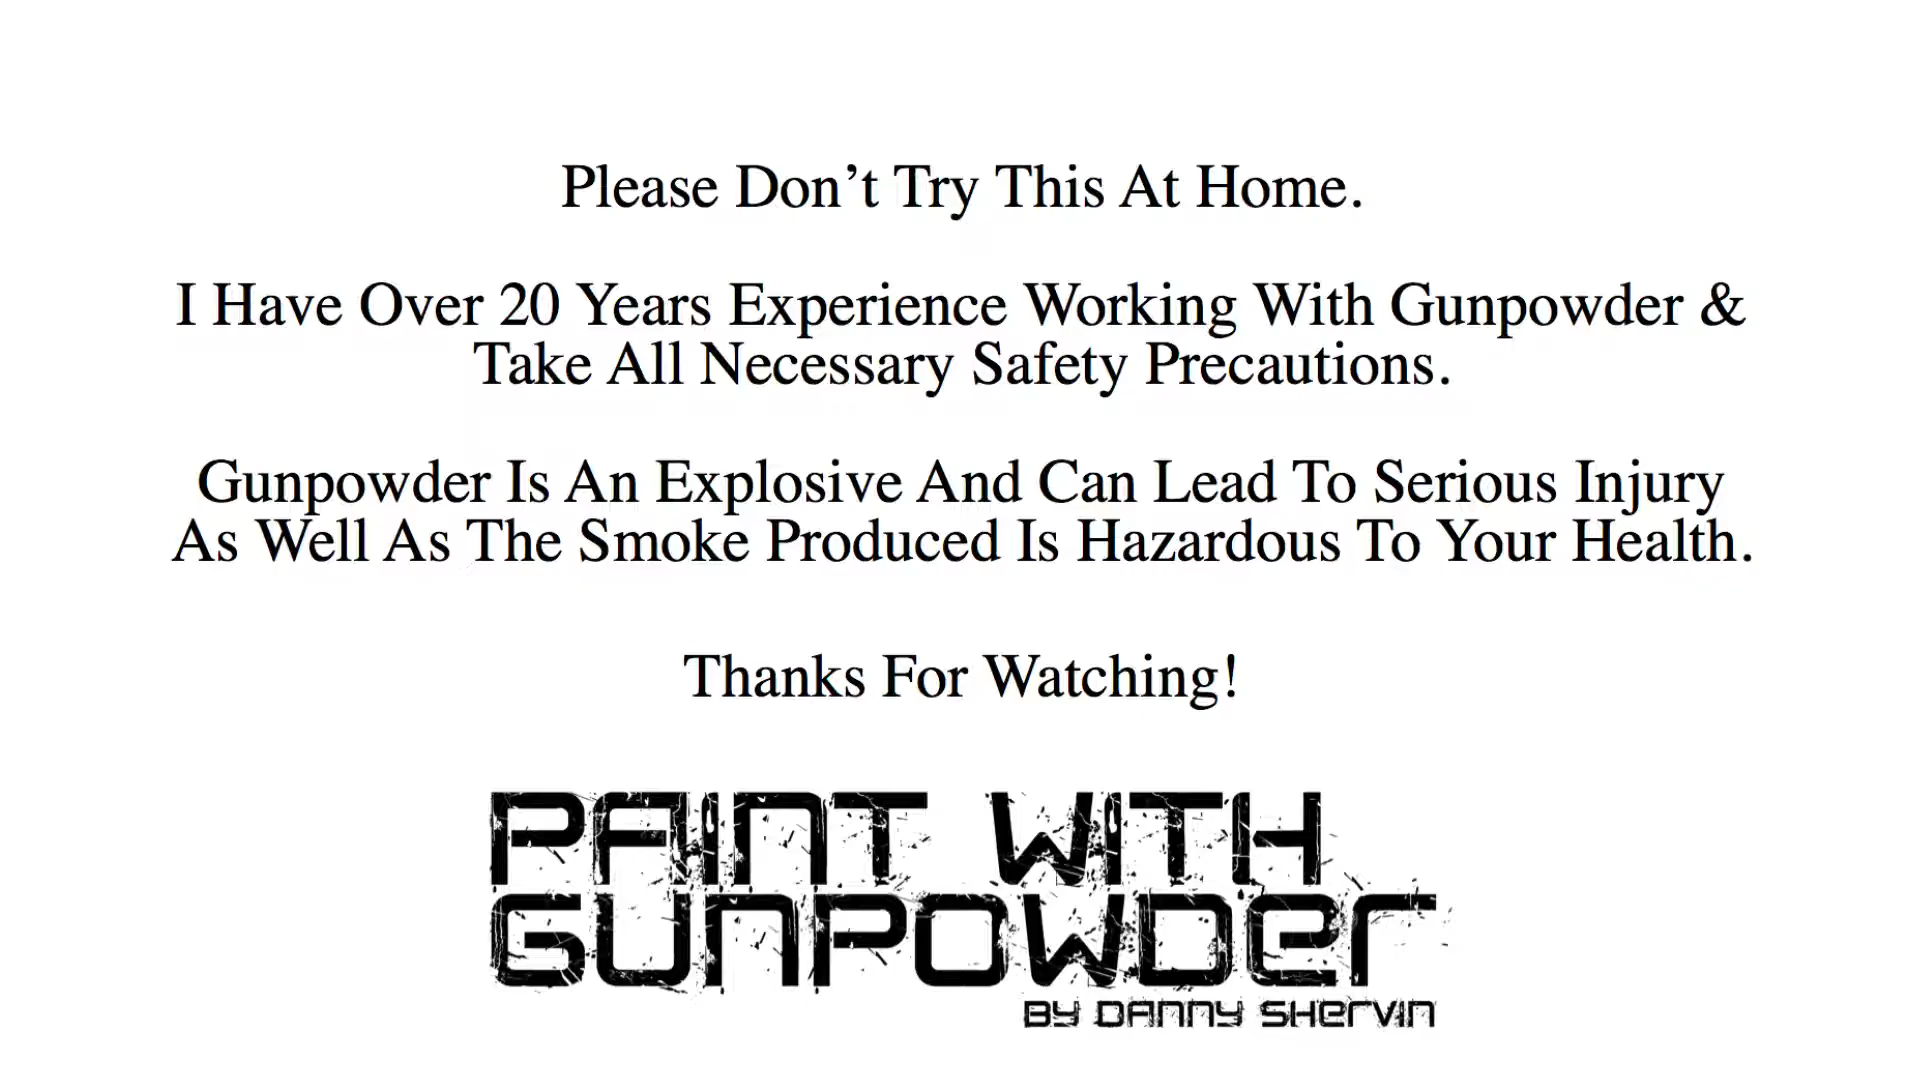 Please Don’t Try This At Home.
I Have Over 20 Years Experience Working With Gunpowder &
Take All Necessary Safety Precautions.
Gunpowder Is An Explosive And Can Lead To Serious Injury
As Well As The Smoke Produced Is Hazardous To Your Health.
Thanks For Watching!
PAINT WITH
GUNPOWDER
BY DANNY SHERVIN